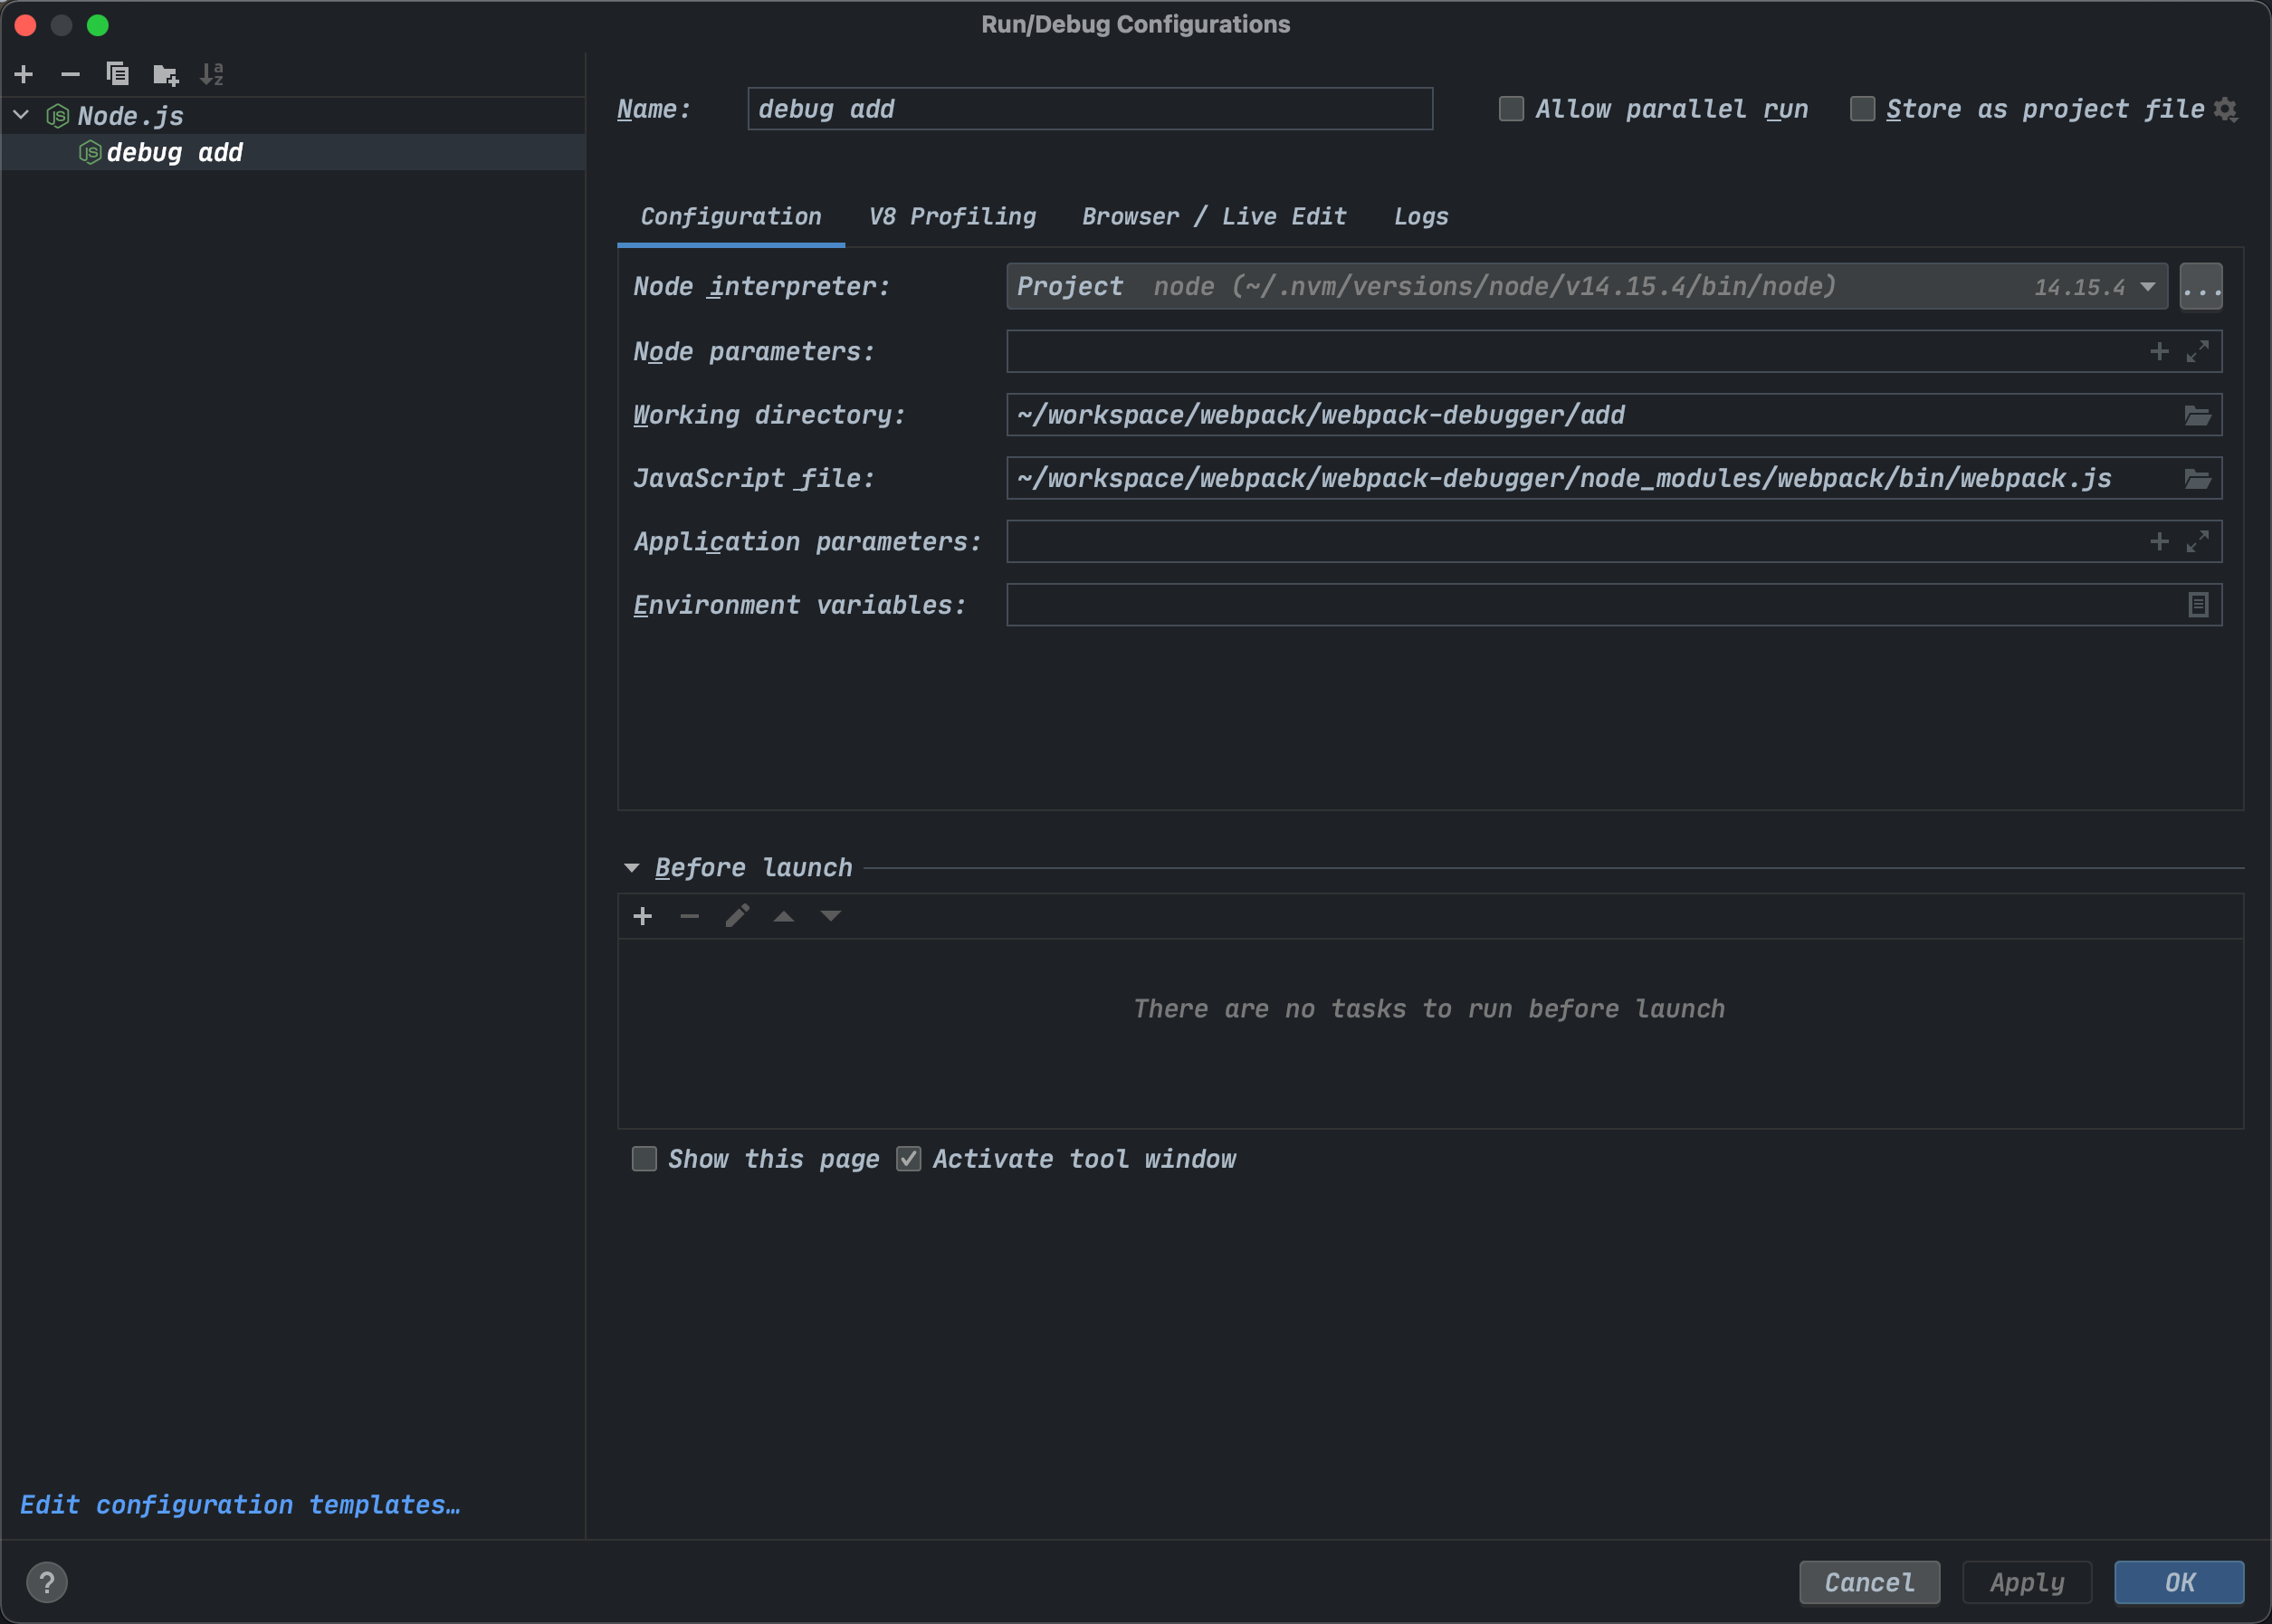 Run/Debug Configurations
Node.js
debug add
Name: debug add Allow parallel run Store as project file
Configuration V8 Profiling Browser / Live Edit Logs
Node interpreter: Project node (~/.nvm/versions/node/v14.15.4/bin/node) 14.15.4 ...
Node parameters:
Working directory: ~/workspace/webpack/webpack-debugger/add
JavaScript file: ~/workspace/webpack/webpack-debugger/node_modules/webpack/bin/webpack.js
Application parameters:
Environment variables:
Before launch
There are no tasks to run before launch
Show this page Activate tool window
Edit configuration templates…
? Cancel Apply OK